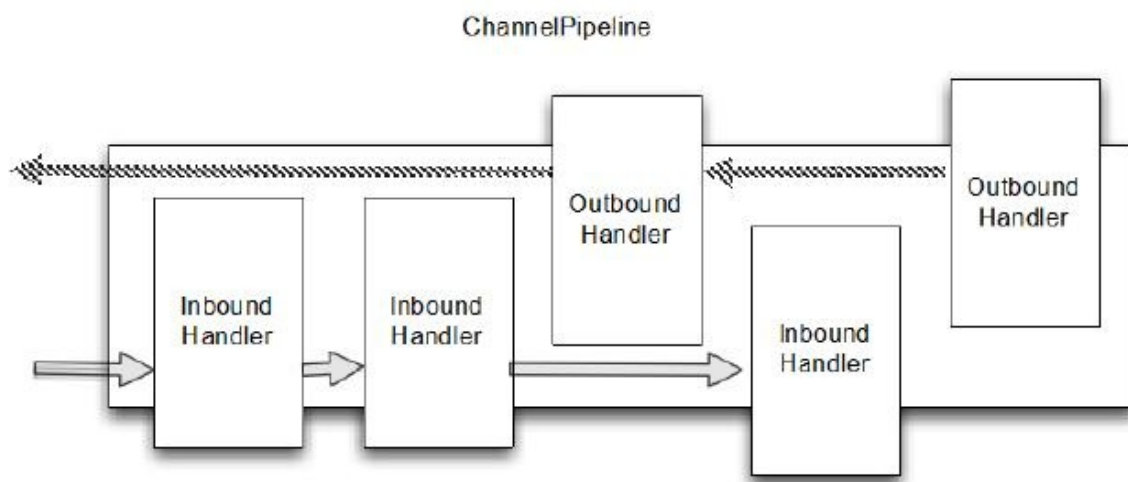 ChannelPipeline
Inbound
Handler
Inbound
Handler
Outbound
Handler
Inbound
Handler
Outbound
Handler